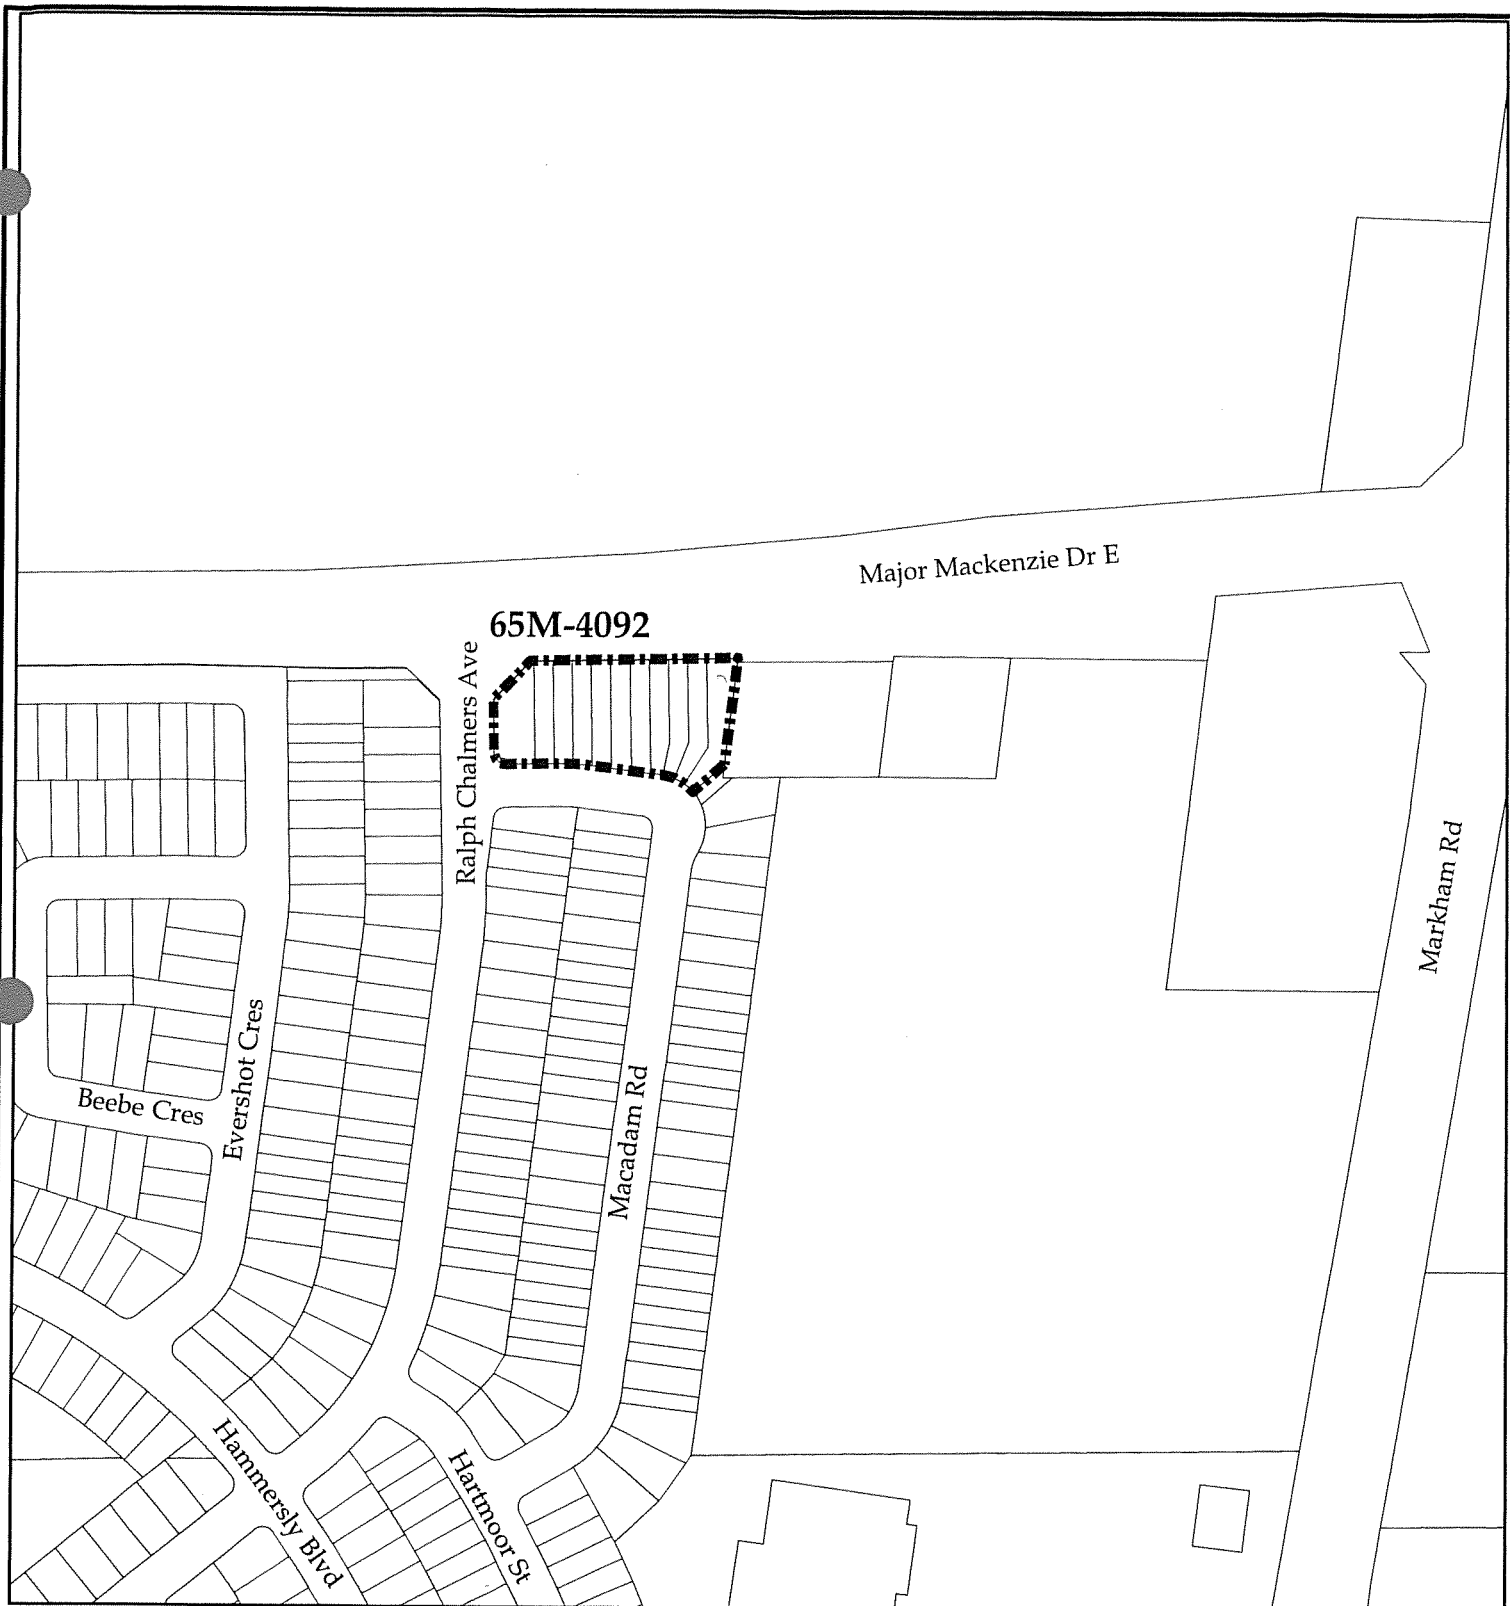 Major Mackenzie Dr E
65M-4092
Ralph Chalmers Ave
Markham Rd
Evershot Cres
Beebe Cres
Macadam Rd
Hammersly Blvd
Hartmoor St